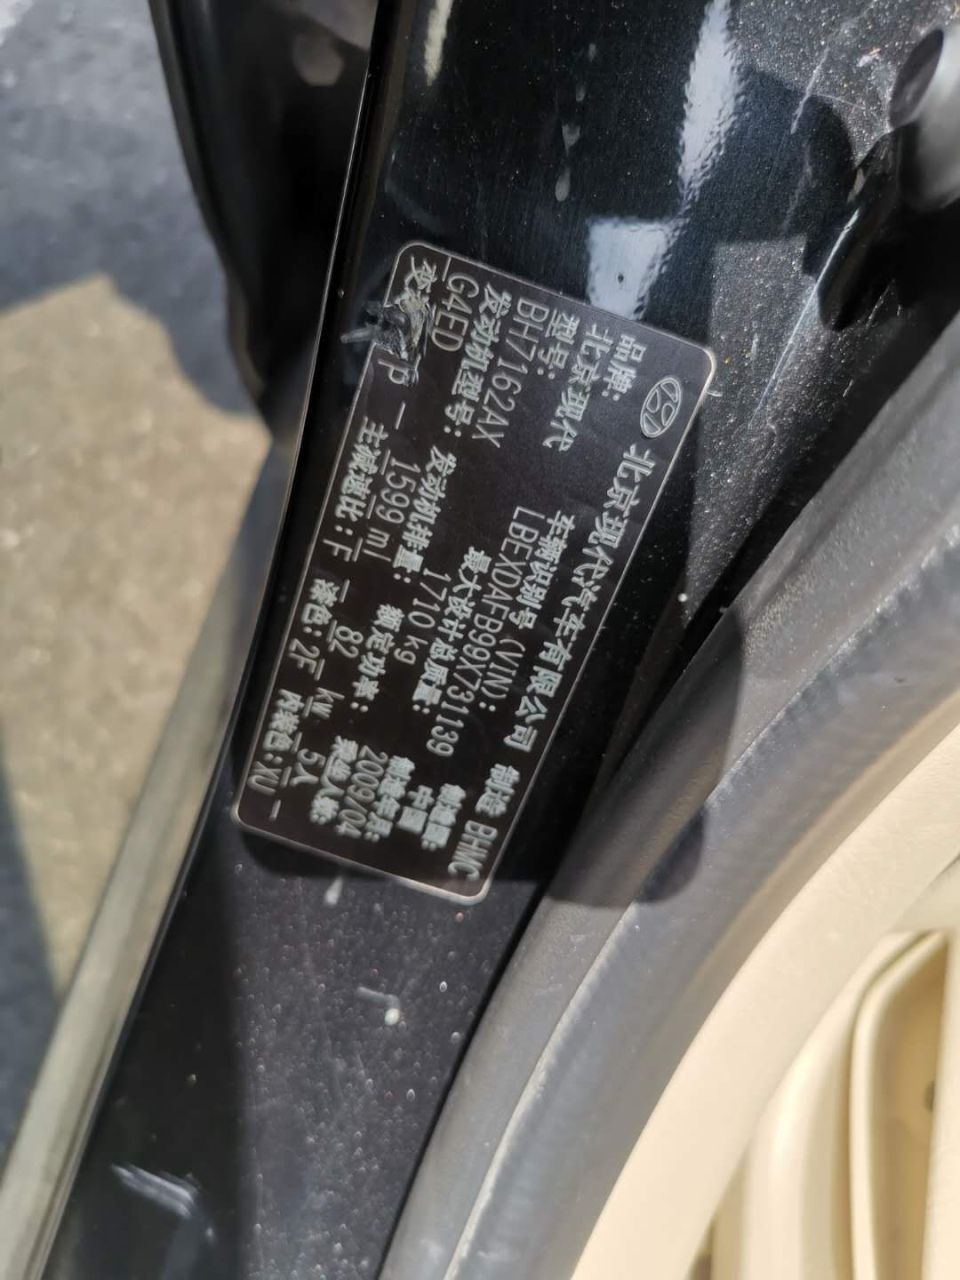 北京现代汽车有限公司 制造 BHMC
品牌: 车辆识别号 (VIN): 制造国:
北京现代 LBEXDAFB99X731139 中国
型号: 最大设计总质量: 制造年月:
BH7162AX 1710 kg 2009/04
发动机型号: 发动机排量: 额定功率: 乘坐人数:
G4ED 1599 ml 82 kW 5人
变 P — 主减速比: F — 涂色: 2F 内装色: XU —